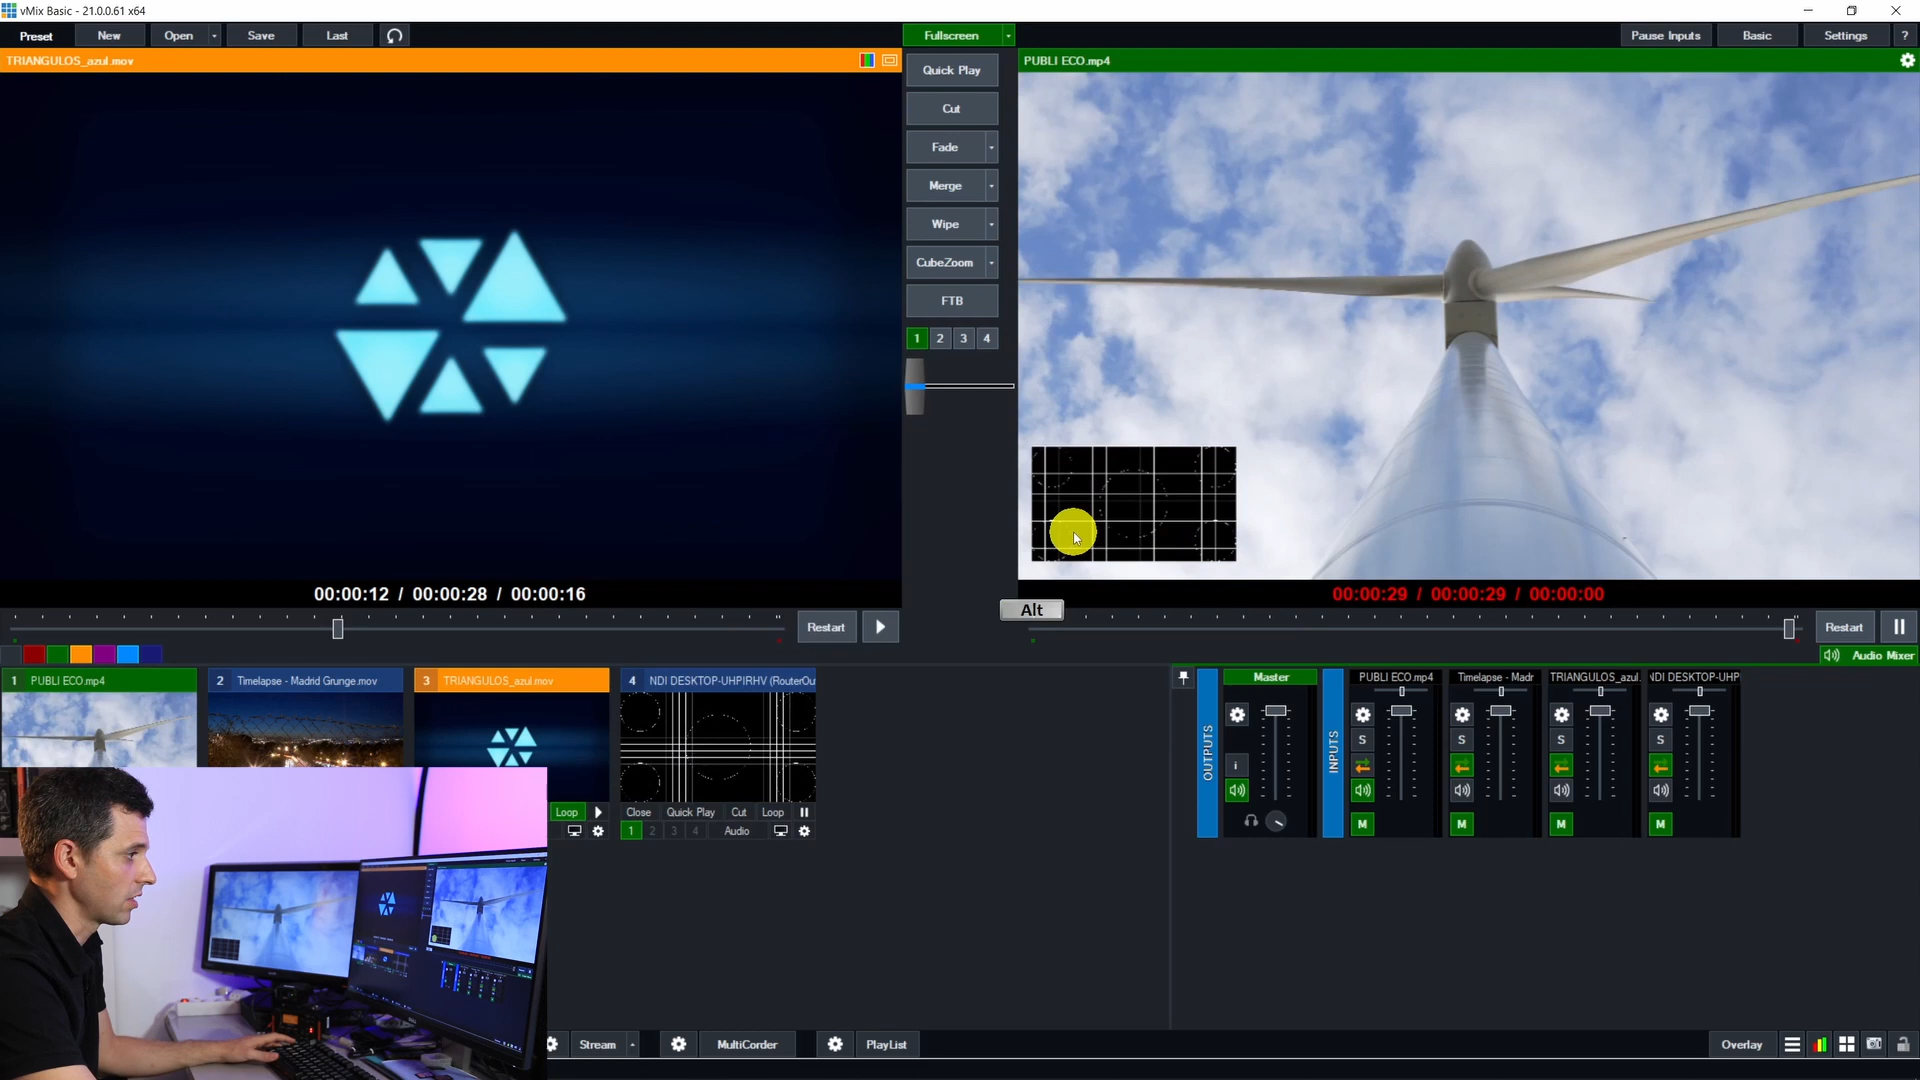 vMix Basic - 21.0.0.61 x64
Preset New Open Save Last
Fullscreen
Pause Inputs Basic Settings ?
TRIANGULOS_azul.mov
PUBLI ECO.mp4
Quick Play
Cut
Fade
Merge
Wipe
CubeZoom
FTB
1 2 3 4
00:00:12 / 00:00:28 / 00:00:16
Restart
Alt
00:00:29 / 00:00:29 / 00:00:00
Restart
Audio Mixer
1 PUBLI ECO.mp4
2 Timelapse - Madrid Grunge.mov
3 TRIANGULOS_azul.mov
4 NDI DESKTOP-UHPIRHV (RouterOu
Loop
Close Quick Play Cut Loop
1 2 3 4 Audio
OUTPUTS
Master
i
INPUTS
PUBLI ECO.mp4
S
M
Timelapse - Madr
S
M
TRIANGULOS_azul.
S
M
NDI DESKTOP-UHP
S
M
Stream
MultiCorder
PlayList
Overlay